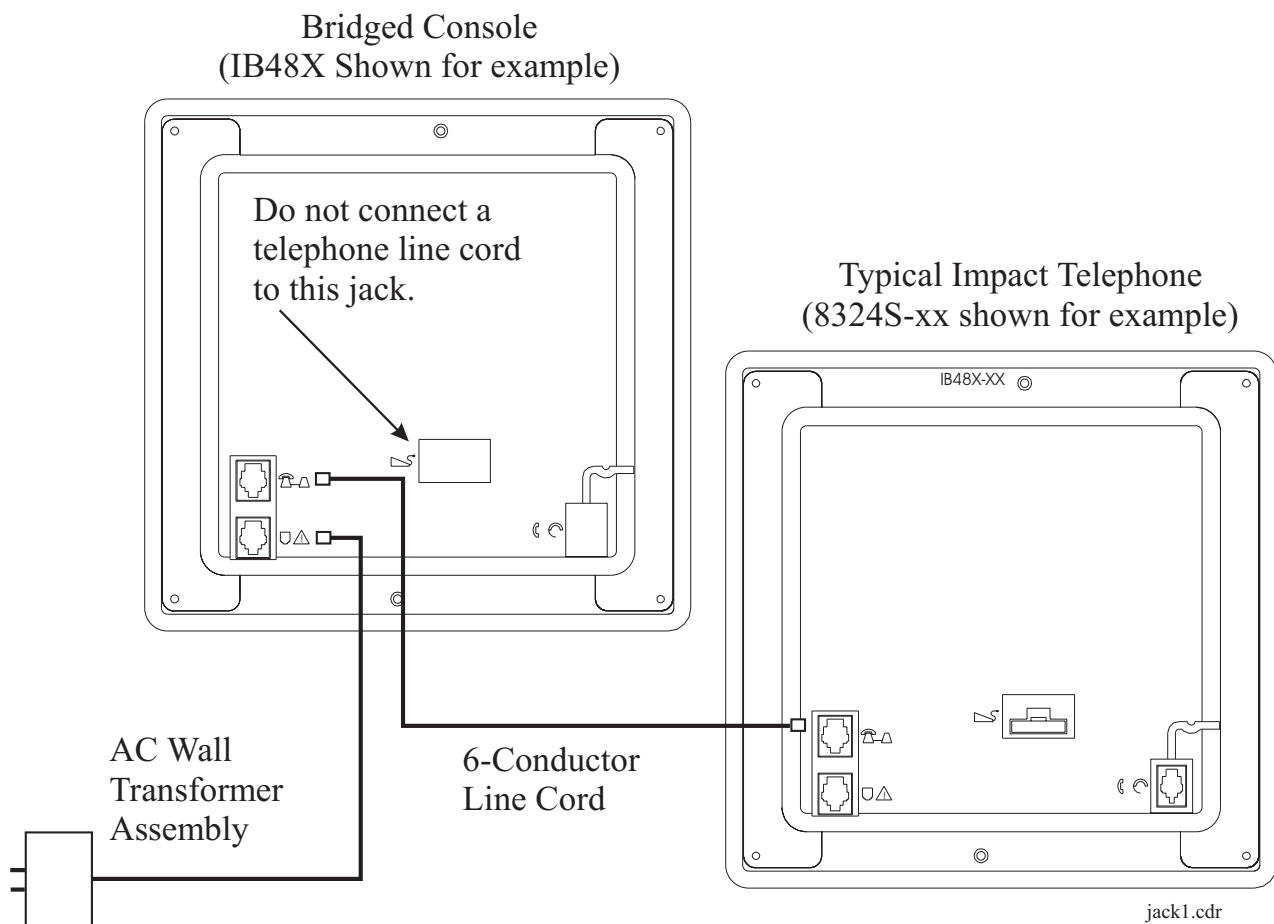 Bridged Console
(IB48X Shown for example)
Do not connect a
telephone line cord
to this jack.
Typical Impact Telephone
(8324S-xx shown for example)
IB48X-XX
AC Wall
Transformer
Assembly
6-Conductor
Line Cord
jack1.cdr